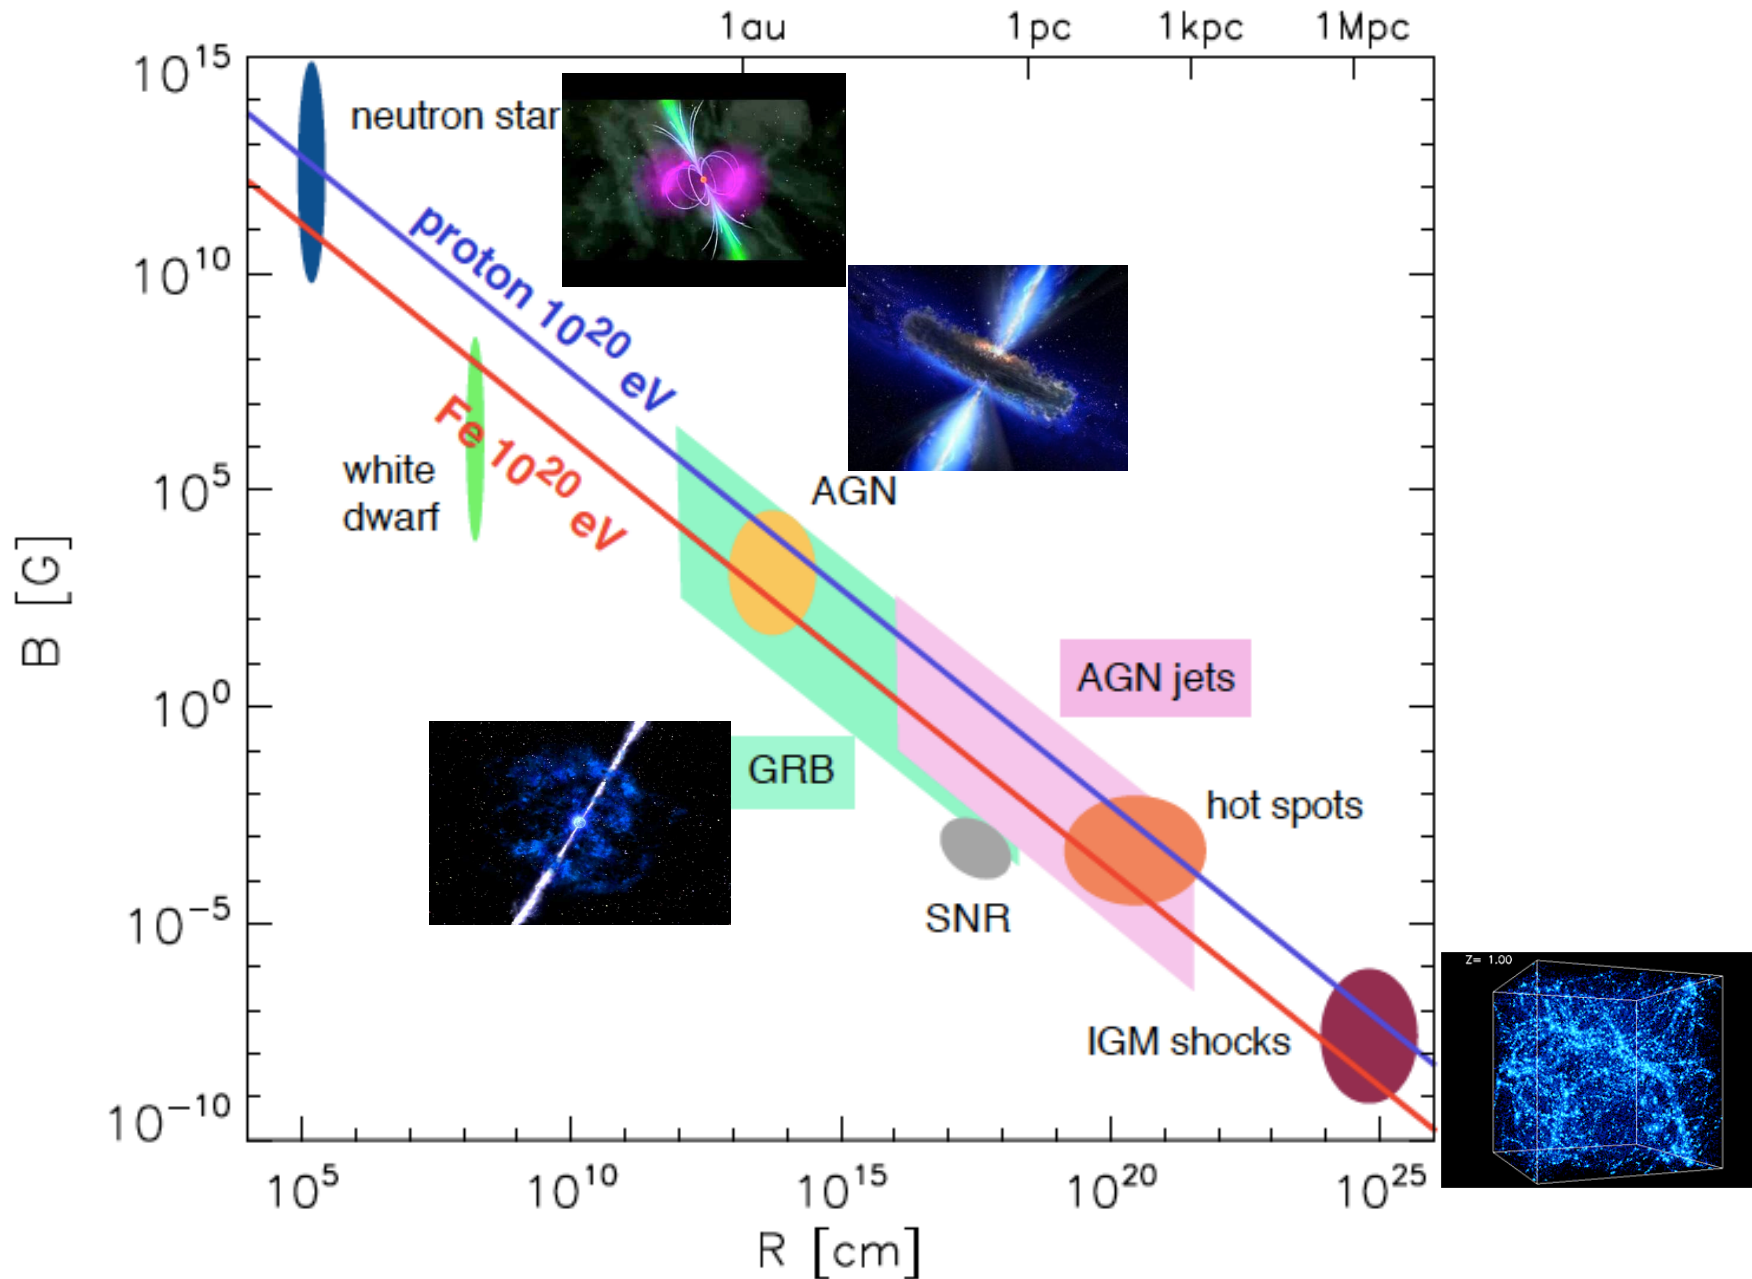 1au 1pc 1kpc 1Mpc
10^15
neutron star
10^10
proton 10^20 eV
Fe 10^20 eV
white
dwarf
10^5
AGN
B [G]
AGN jets
10^0
GRB
hot spots
SNR
10^-5
Z= 1.00
IGM shocks
10^-10
10^5 10^10 10^15 10^20 10^25
R [cm]